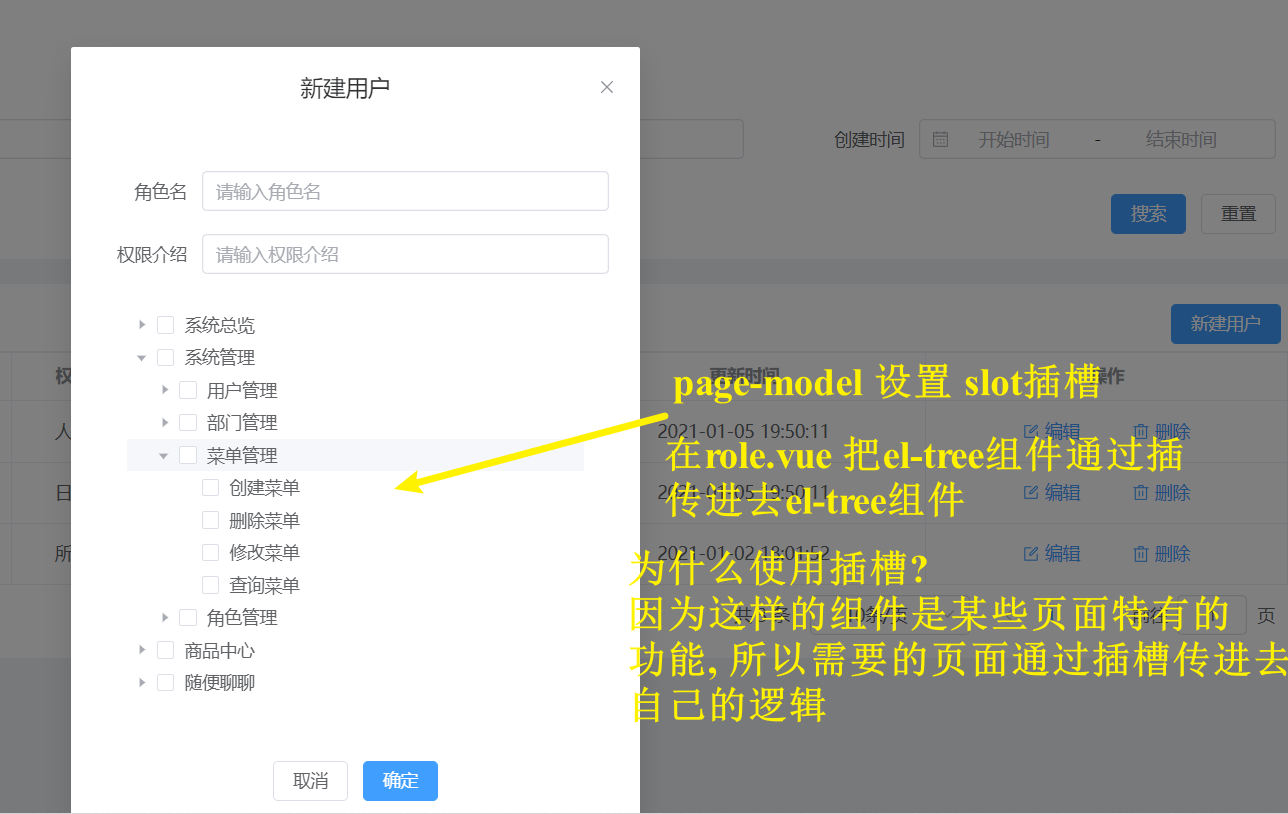 新建用户
创建时间 开始时间 - 结束时间
角色名 请输入角色名
搜索 重置
权限介绍 请输入权限介绍
新建用户
系统总览
系统管理
用户管理
部门管理
菜单管理
创建菜单
删除菜单
修改菜单
查询菜单
角色管理
商品中心
随便聊聊
取消 确定
权 更新时间 操作
人 2021-01-05 19:50:11 编辑 删除
日 2021-01-05 19:50:11 编辑 删除
所 2021-01-02 18:01:52 编辑 删除
前往 页
page-model 设置 slot插槽
在role.vue 把el-tree组件通过插
传进去el-tree组件
为什么使用插槽?
因为这样的组件是某些页面特有的
功能, 所以需要的页面通过插槽传进去
自己的逻辑